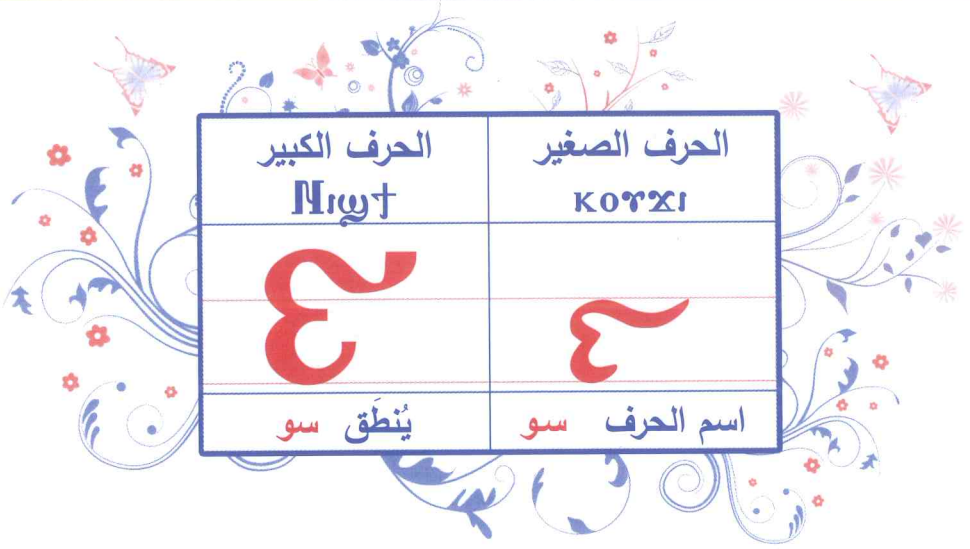 الحرف الصغير
ⲕⲟⲩϫⲓ
الحرف الكبير
Ⲛⲓϣϯ
Ⲋ
ⲋ
اسم الحرف سو
يُنطَق سو